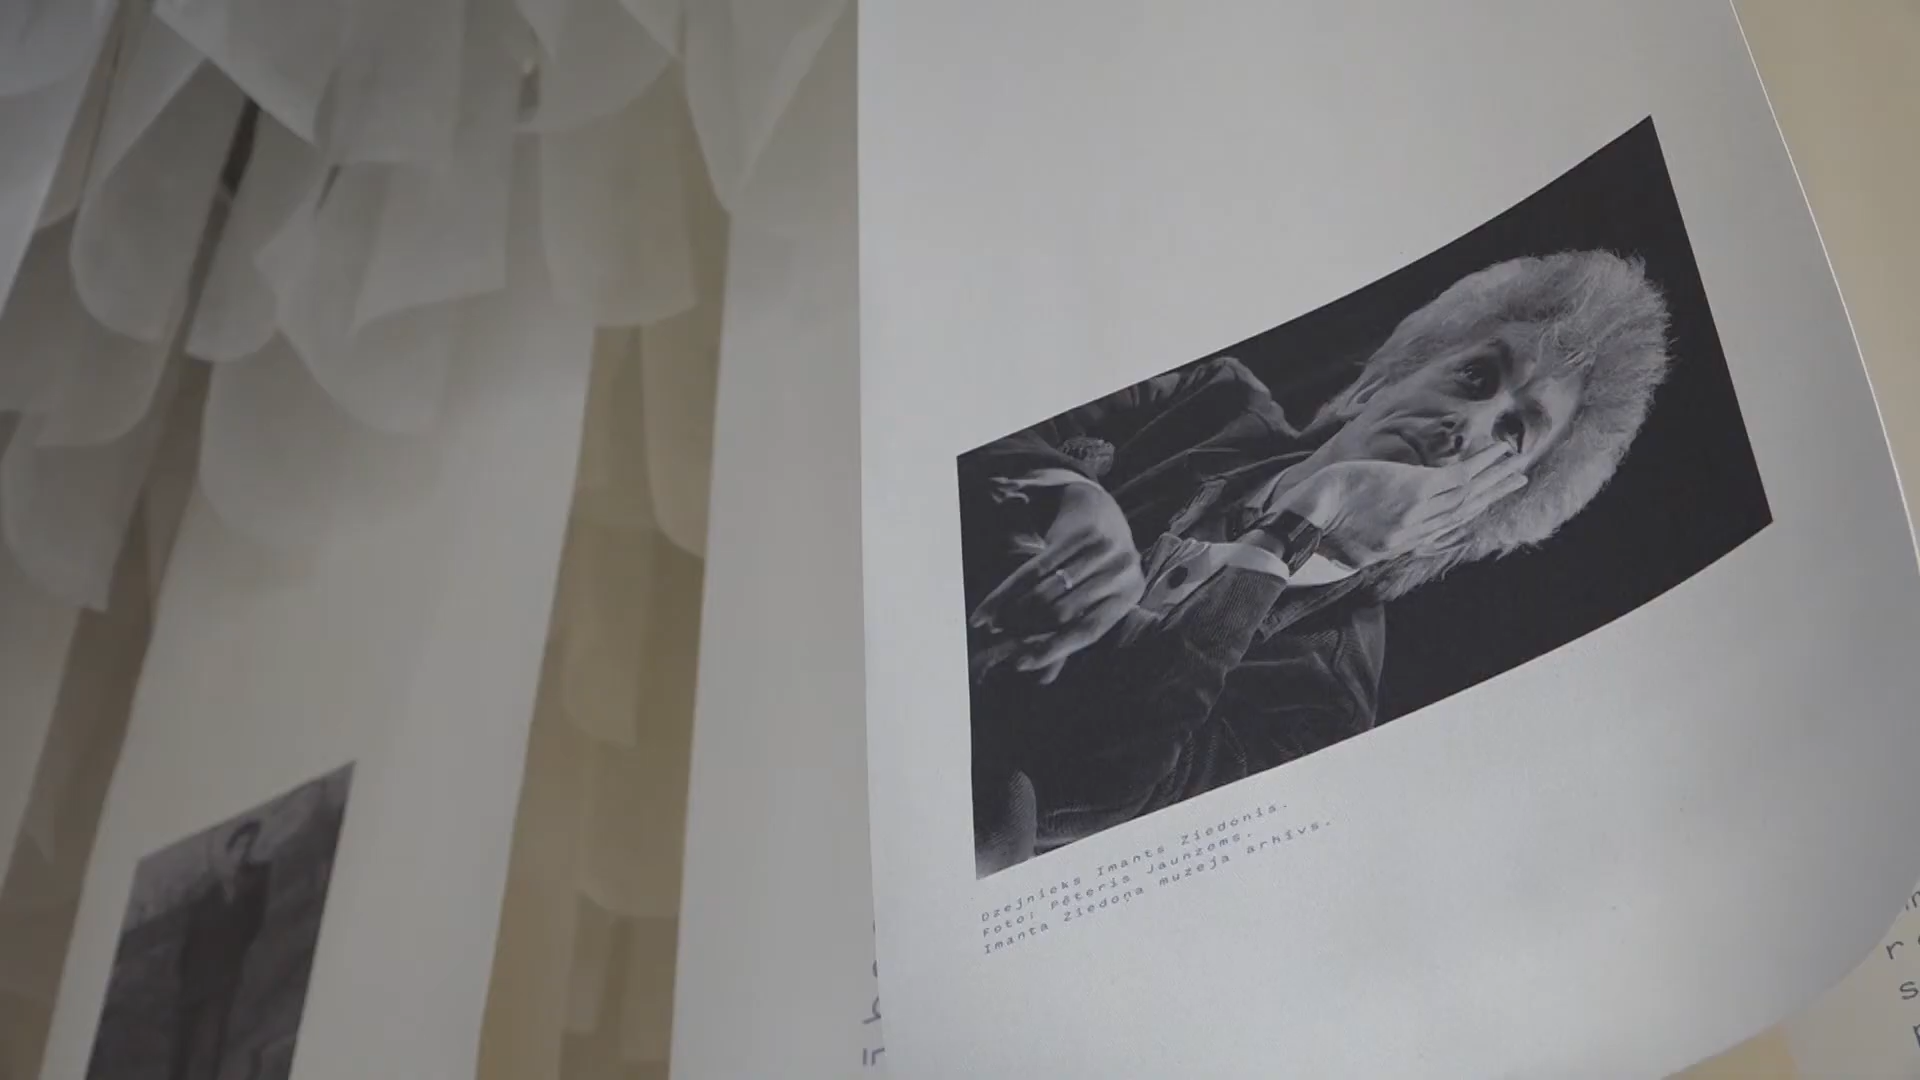 Dzejnieks Imants Ziedonis.
Foto: Pēteris Jaunzems.
Imanta Ziedoņa muzeja arhīvs.